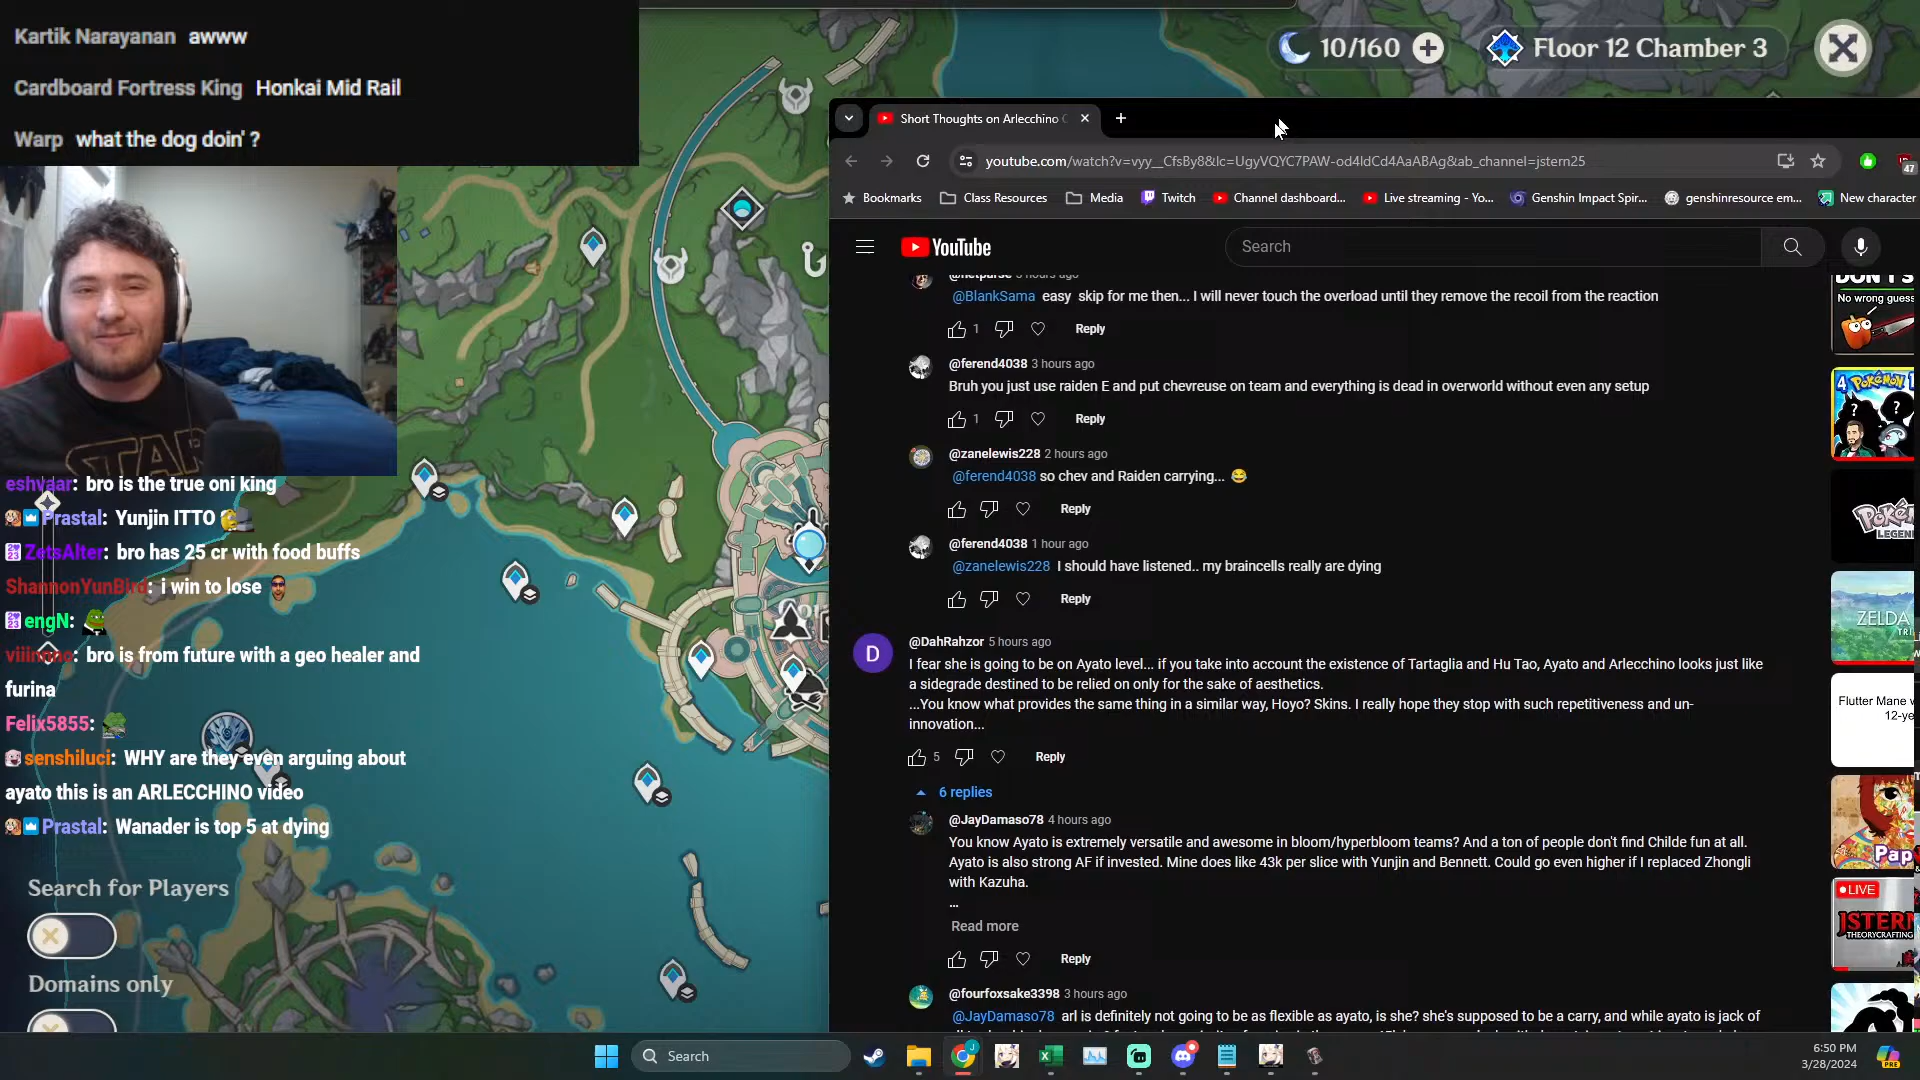 Kartik Narayanan awww
Cardboard Fortress King Honkai Mid Rail
Warp what the dog doin' ?
10/160
Floor 12 Chamber 3
Short Thoughts on Arlecchino
youtube.com/watch?v=vyy__CfsBy8&lc=UgyVQYC7PAW-od4ldCd4AaABAg&ab_channel=jstern25
47
Bookmarks Class Resources Media Twitch Channel dashboard... Live streaming - Yo... Genshin Impact Spir... genshinresource em... New character
YouTube
Search
@BlankSama easy skip for me then... I will never touch the overload until they remove the recoil from the reaction
1 Reply
@ferend4038 3 hours ago
Bruh you just use raiden E and put chevreuse on team and everything is dead in overworld without even any setup
1 Reply
@zanelewis228 2 hours ago
@ferend4038 so chev and Raiden carrying... 😂
Reply
@ferend4038 1 hour ago
@zanelewis228 I should have listened.. my braincells really are dying
Reply
D
@DahRahzor 5 hours ago
I fear she is going to be on Ayato level... if you take into account the existence of Tartaglia and Hu Tao, Ayato and Arlecchino looks just like
a sidegrade destined to be relied on only for the sake of aesthetics.
...You know what provides the same thing in a similar way, Hoyo? Skins. I really hope they stop with such repetitiveness and un-
innovation...
5 Reply
6 replies
@JayDamaso78 4 hours ago
You know Ayato is extremely versatile and awesome in bloom/hyperbloom teams? And a ton of people don't find Childe fun at all.
Ayato is also strong AF if invested. Mine does like 43k per slice with Yunjin and Bennett. Could go even higher if I replaced Zhongli
with Kazuha.
...
Read more
Reply
@fourfoxsake3398 3 hours ago
@JayDamaso78 arl is definitely not going to be as flexible as ayato, is she? she's supposed to be a carry, and while ayato is jack of
No wrong guess
LEGEN
ZELDA
TRI
Flutter Mane
12-ye
Pap
LIVE
JSTERN
THEORYCRAFTING
STAR
eshvaar: bro is the true oni king
Prastal: Yunjin ITTO
ZetsAlter: bro has 25 cr with food buffs
ShannonYunBird: i win to lose
engN:
bro is from future with a geo healer and
furina
Felix5855:
senshiluci: WHY are they even arguing about
ayato this is an ARLECCHINO video
Prastal: Wanader is top 5 at dying
Search for Players
Domains only
Search
6:50 PM
3/28/2024
PRE